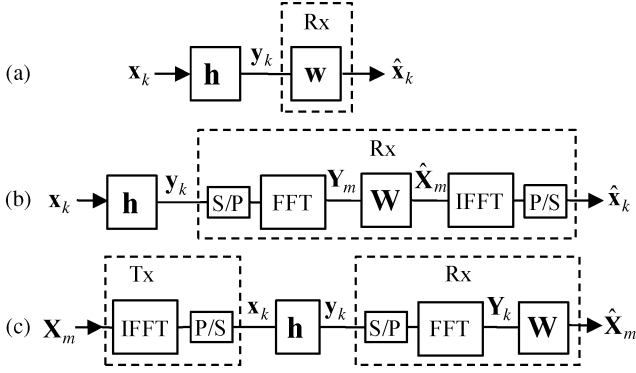 Rx
(a) x_k h y_k w x̂_k
Rx
(b) x_k h y_k S/P FFT Y_m W X̂_m IFFT P/S x̂_k
Tx Rx
(c) X_m IFFT P/S x_k h y_k S/P FFT Y_k W X̂_m